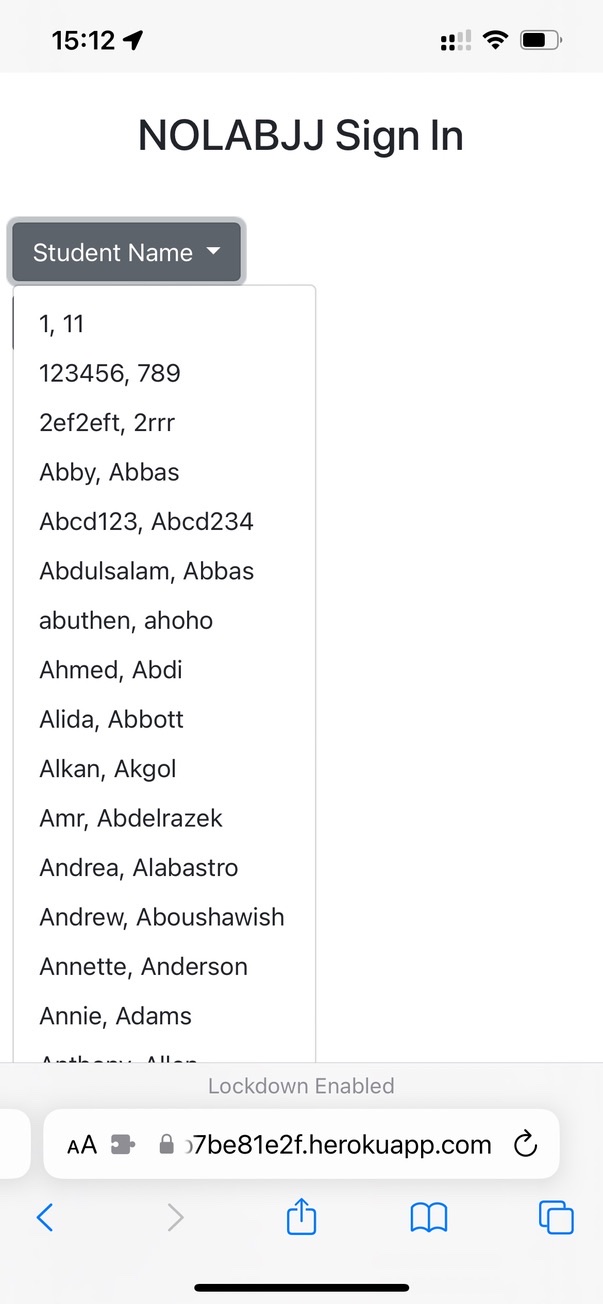 15:12
NOLABJJ Sign In
Student Name
1, 11
123456, 789
2ef2eft, 2rrr
Abby, Abbas
Abcd123, Abcd234
Abdulsalam, Abbas
abuthen, ahoho
Ahmed, Abdi
Alida, Abbott
Alkan, Akgol
Amr, Abdelrazek
Andrea, Alabastro
Andrew, Aboushawish
Annette, Anderson
Annie, Adams
Anthony, Allen
Lockdown Enabled
AA 7be81e2f.herokuapp.com